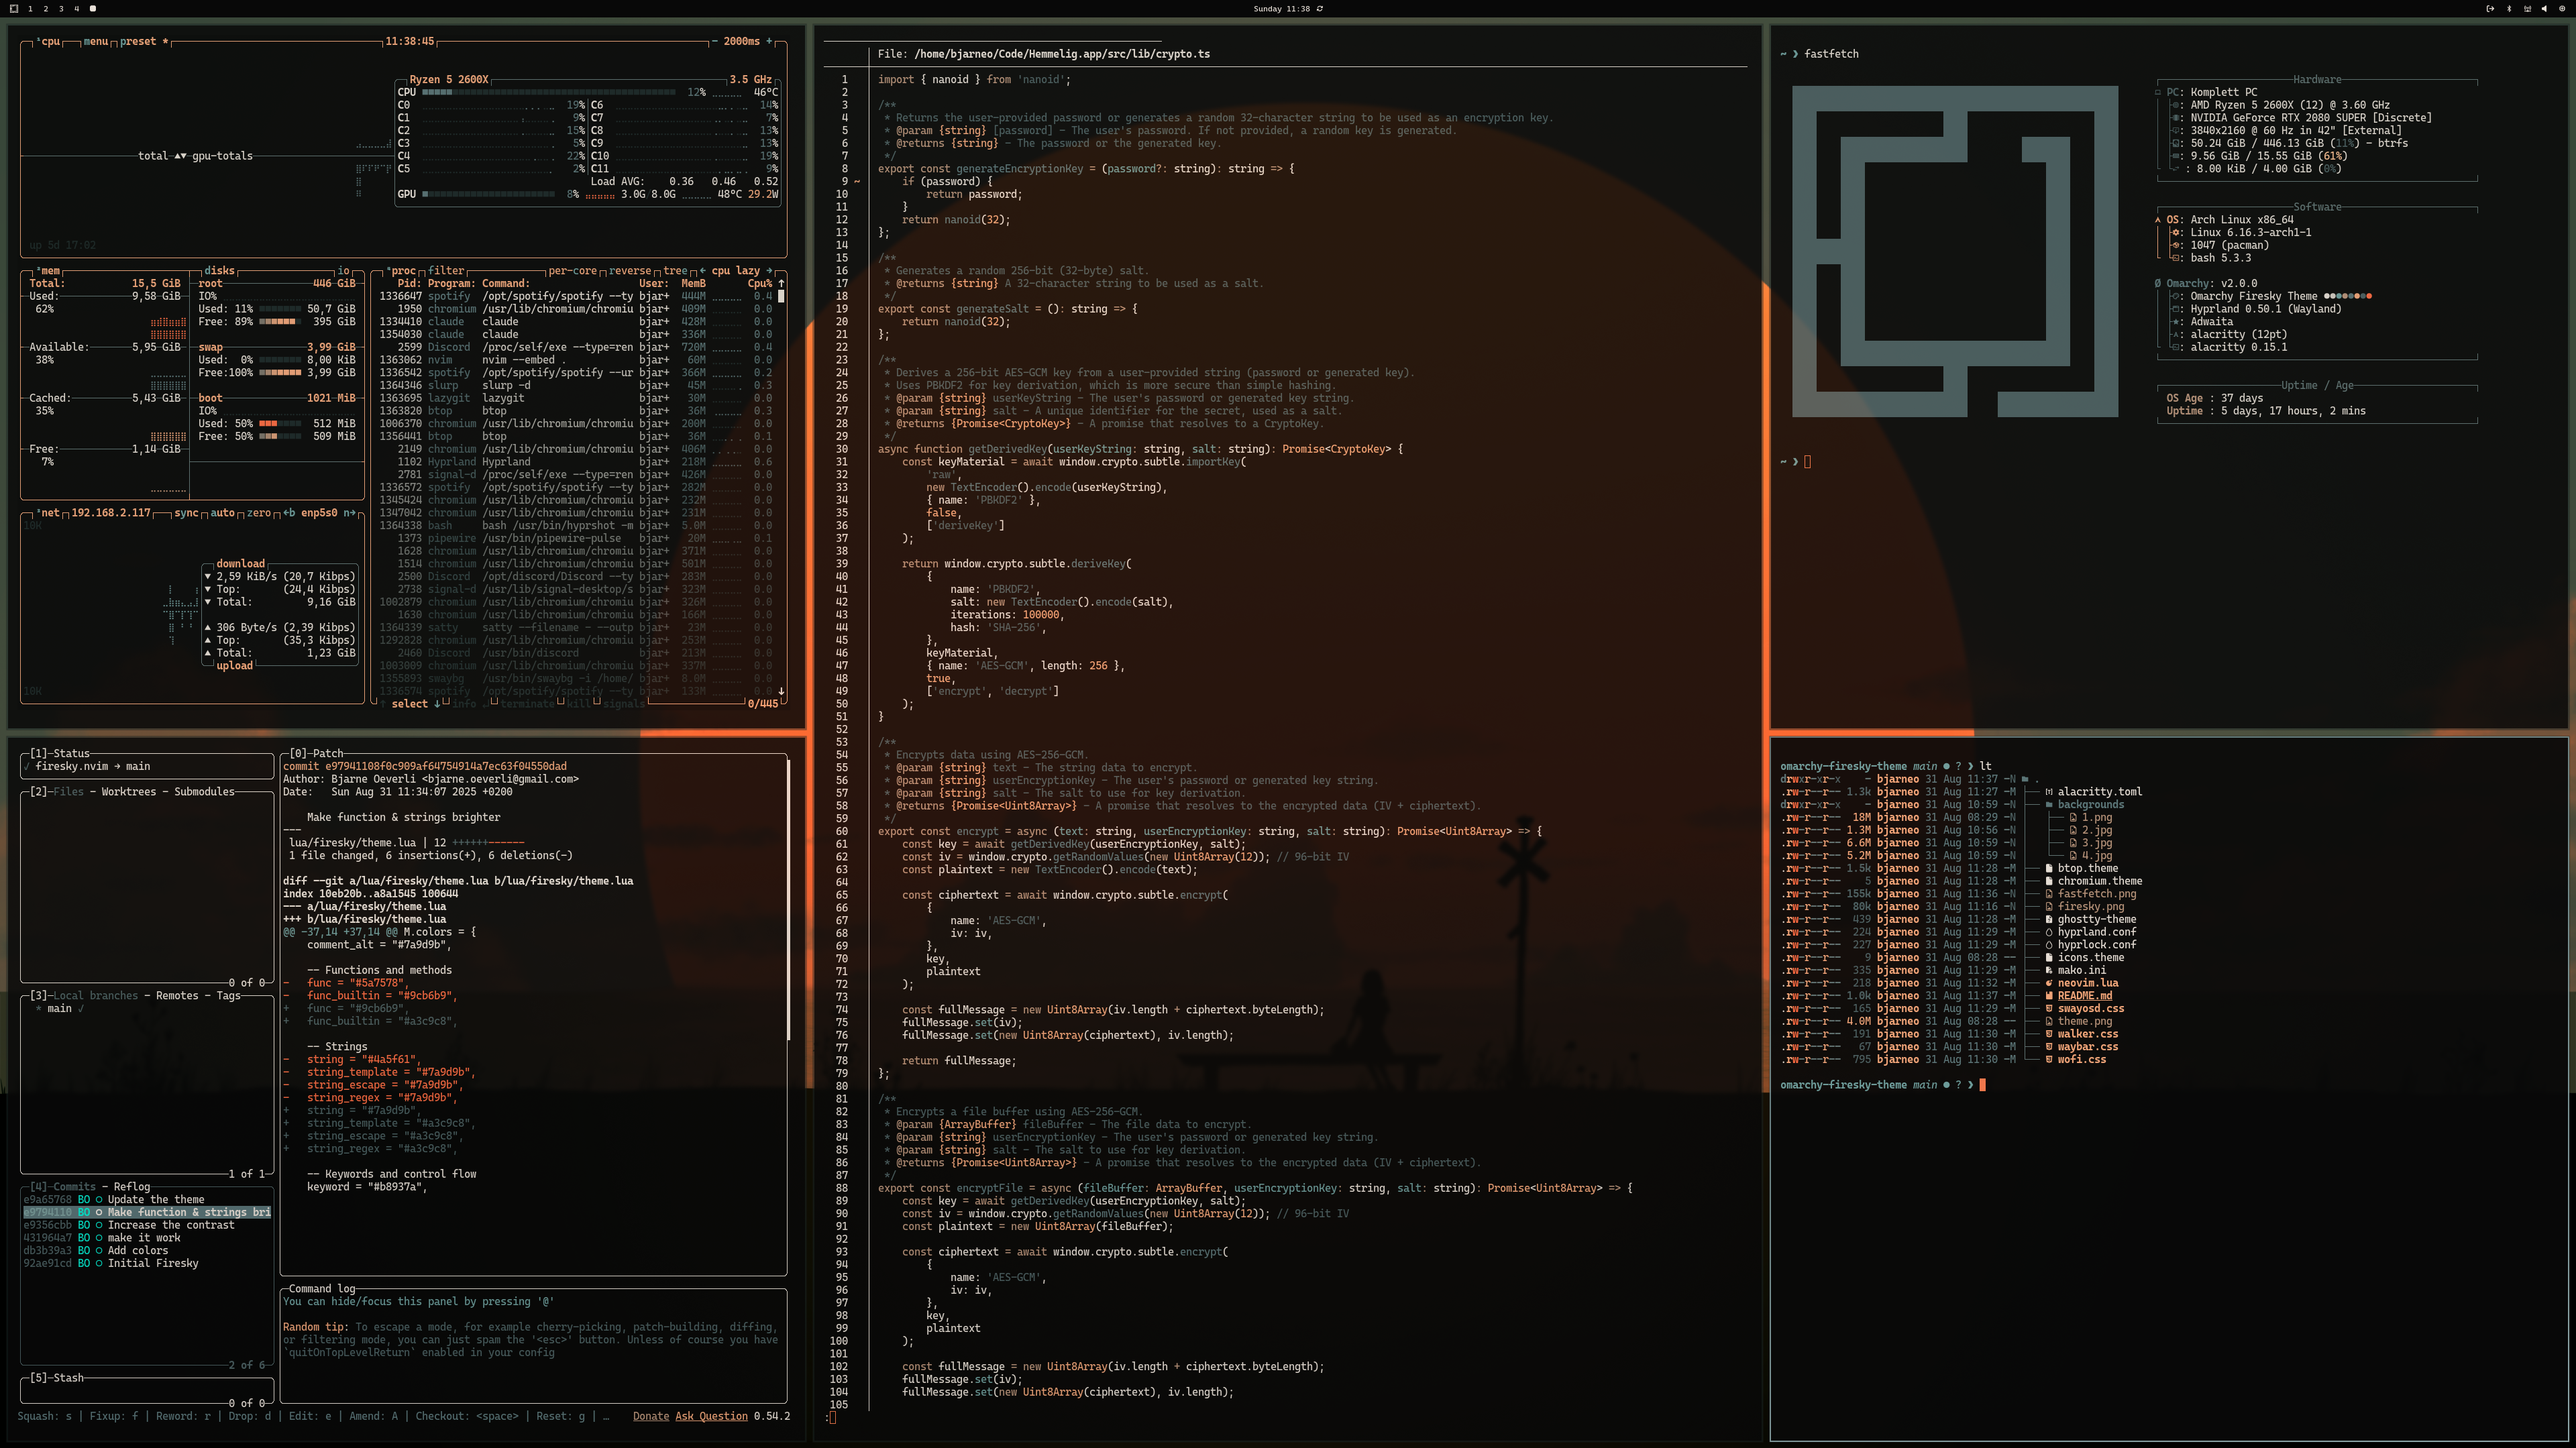 1 2 3 4
Sunday 11:38
¹cpu menu preset * 11:38:45 - 2000ms +
Ryzen 5 2600X 3.5 GHz
CPU 12% 46°C
C0 19% C6 14%
C1 9% C7 7%
C2 15% C8 13%
C3 5% C9 13%
C4 22% C10 19%
C5 2% C11 9%
Load AVG: 0.36 0.46 0.52
GPU 8% 3.0G 8.0G 48°C 29.2W
total ▲▼ gpu-totals
up 5d 17:02
²mem disks io
Total: 15,5 GiB
Used: 9,58 GiB
62%
Available: 5,95 GiB
38%
Cached: 5,43 GiB
35%
Free: 1,14 GiB
7%
root 446 GiB
IO%
Used: 11% 50,7 GiB
Free: 89% 395 GiB
swap 3,99 GiB
Used: 0% 8,00 KiB
Free:100% 3,99 GiB
boot 1021 MiB
IO%
Used: 50% 512 MiB
Free: 50% 509 MiB
³net 192.168.2.117 sync auto zero ←b enp5s0 n→
10K
download
▼ 2,59 KiB/s (20,7 Kibps)
▼ Top: (24,4 Kibps)
▼ Total: 9,16 GiB
▲ 306 Byte/s (2,39 Kibps)
▲ Top: (35,3 Kibps)
▲ Total: 1,23 GiB
upload
10K
⁴proc filter per-core reverse tree ← cpu lazy →
Pid: Program: Command: User: MemB Cpu% ↑
1336647 spotify /opt/spotify/spotify --ty bjar+ 444M 0.4
1950 chromium /usr/lib/chromium/chromiu bjar+ 409M 0.0
1334410 claude claude bjar+ 428M 0.0
1354030 claude claude bjar+ 336M 0.0
2599 Discord /proc/self/exe --type=ren bjar+ 720M 0.4
1363062 nvim nvim --embed . bjar+ 60M 0.0
1336542 spotify /opt/spotify/spotify --ur bjar+ 366M 0.2
1364346 slurp slurp -d bjar+ 45M 0.3
1363695 lazygit lazygit bjar+ 30M 0.0
1363820 btop btop bjar+ 36M 0.3
1006370 chromium /usr/lib/chromium/chromiu bjar+ 200M 0.0
1356441 btop btop bjar+ 36M 0.1
2149 chromium /usr/lib/chromium/chromiu bjar+ 406M 0.0
1102 Hyprland Hyprland bjar+ 218M 0.6
2781 signal-d /proc/self/exe --type=ren bjar+ 426M 0.0
1336572 spotify /opt/spotify/spotify --ty bjar+ 282M 0.0
1345424 chromium /usr/lib/chromium/chromiu bjar+ 232M 0.0
1347042 chromium /usr/lib/chromium/chromiu bjar+ 231M 0.0
1364338 bash bash /usr/bin/hyprshot -m bjar+ 5.0M 0.0
1373 pipewire /usr/bin/pipewire-pulse bjar+ 20M 0.1
1628 chromium /usr/lib/chromium/chromiu bjar+ 371M 0.0
1514 chromium /usr/lib/chromium/chromiu bjar+ 501M 0.0
2500 Discord /opt/discord/Discord --ty bjar+ 283M 0.0
2738 signal-d /usr/lib/signal-desktop/s bjar+ 323M 0.0
1002879 chromium /usr/lib/chromium/chromiu bjar+ 326M 0.0
1630 chromium /usr/lib/chromium/chromiu bjar+ 166M 0.0
1364339 satty satty --filename - --outp bjar+ 23M 0.0
1292828 chromium /usr/lib/chromium/chromiu bjar+ 253M 0.0
2460 Discord /usr/bin/discord bjar+ 213M 0.0
1003009 chromium /usr/lib/chromium/chromiu bjar+ 337M 0.0
1355893 swaybg /usr/bin/swaybg -i /home/ bjar+ 8.0M 0.0
1336574 spotify /opt/spotify/spotify --ty bjar+ 133M 0.0 ↓
↑ select ↓ info ↵ terminate kill signals 0/445
[1]-Status
✓ firesky.nvim → main
[2]-Files - Worktrees - Submodules
0 of 0
[3]-Local branches - Remotes - Tags
* main ✓
1 of 1
[4]-Commits - Reflog
e9a65768 BO ○ Update the theme
e9794110 BO ○ Make function & strings bri
e9356cbb BO ○ Increase the contrast
431964a7 BO ○ make it work
db3b39a3 BO ○ Add colors
92ae91cd BO ○ Initial Firesky
2 of 6
[5]-Stash
0 of 0
[0]-Patch
commit e97941108f0c909af64754914a7ec63f04550dad
Author: Bjarne Oeverli <bjarne.oeverli@gmail.com>
Date:   Sun Aug 31 11:34:07 2025 +0200
Make function & strings brighter
---
lua/firesky/theme.lua | 12 ++++++------
1 file changed, 6 insertions(+), 6 deletions(-)
diff --git a/lua/firesky/theme.lua b/lua/firesky/theme.lua
index 10eb20b..a8a1545 100644
--- a/lua/firesky/theme.lua
+++ b/lua/firesky/theme.lua
@@ -37,14 +37,14 @@ M.colors = {
comment_alt = "#7a9d9b",
-- Functions and methods
- func = "#5a7578",
- func_builtin = "#9cb6b9",
+ func = "#9cb6b9",
+ func_builtin = "#a3c9c8",
-- Strings
- string = "#4a5f61",
- string_template = "#7a9d9b",
- string_escape = "#7a9d9b",
- string_regex = "#7a9d9b",
+ string = "#7a9d9b",
+ string_template = "#a3c9c8",
+ string_escape = "#a3c9c8",
+ string_regex = "#a3c9c8",
-- Keywords and control flow
keyword = "#b8937a",
Command log
You can hide/focus this panel by pressing '@'
Random tip: To escape a mode, for example cherry-picking, patch-building, diffing,
or filtering mode, you can just spam the '<esc>' button. Unless of course you have
`quitOnTopLevelReturn` enabled in your config
Squash: s | Fixup: f | Reword: r | Drop: d | Edit: e | Amend: A | Checkout: <space> | Reset: g | … Donate Ask Question 0.54.2
File: /home/bjarneo/Code/Hemmelig.app/src/lib/crypto.ts
1 import { nanoid } from 'nanoid';
2
3 /**
4 * Returns the user-provided password or generates a random 32-character string to be used as an encryption key.
5 * @param {string} [password] - The user's password. If not provided, a random key is generated.
6 * @returns {string} - The password or the generated key.
7 */
8 export const generateEncryptionKey = (password?: string): string => {
9 ~ if (password) {
10 return password;
11 }
12 return nanoid(32);
13 };
14
15 /**
16 * Generates a random 256-bit (32-byte) salt.
17 * @returns {string} A 32-character string to be used as a salt.
18 */
19 export const generateSalt = (): string => {
20 return nanoid(32);
21 };
22
23 /**
24 * Derives a 256-bit AES-GCM key from a user-provided string (password or generated key).
25 * Uses PBKDF2 for key derivation, which is more secure than simple hashing.
26 * @param {string} userKeyString - The user's password or generated key string.
27 * @param {string} salt - A unique identifier for the secret, used as a salt.
28 * @returns {Promise<CryptoKey>} - A promise that resolves to a CryptoKey.
29 */
30 async function getDerivedKey(userKeyString: string, salt: string): Promise<CryptoKey> {
31 const keyMaterial = await window.crypto.subtle.importKey(
32 'raw',
33 new TextEncoder().encode(userKeyString),
34 { name: 'PBKDF2' },
35 false,
36 ['deriveKey']
37 );
38
39 return window.crypto.subtle.deriveKey(
40 {
41 name: 'PBKDF2',
42 salt: new TextEncoder().encode(salt),
43 iterations: 100000,
44 hash: 'SHA-256',
45 },
46 keyMaterial,
47 { name: 'AES-GCM', length: 256 },
48 true,
49 ['encrypt', 'decrypt']
50 );
51 }
52
53 /**
54 * Encrypts data using AES-256-GCM.
55 * @param {string} text - The string data to encrypt.
56 * @param {string} userEncryptionKey - The user's password or generated key string.
57 * @param {string} salt - The salt to use for key derivation.
58 * @returns {Promise<Uint8Array>} - A promise that resolves to the encrypted data (IV + ciphertext).
59 */
60 export const encrypt = async (text: string, userEncryptionKey: string, salt: string): Promise<Uint8Array> => {
61 const key = await getDerivedKey(userEncryptionKey, salt);
62 const iv = window.crypto.getRandomValues(new Uint8Array(12)); // 96-bit IV
63 const plaintext = new TextEncoder().encode(text);
64
65 const ciphertext = await window.crypto.subtle.encrypt(
66 {
67 name: 'AES-GCM',
68 iv: iv,
69 },
70 key,
71 plaintext
72 );
73
74 const fullMessage = new Uint8Array(iv.length + ciphertext.byteLength);
75 fullMessage.set(iv);
76 fullMessage.set(new Uint8Array(ciphertext), iv.length);
77
78 return fullMessage;
79 };
80
81 /**
82 * Encrypts a file buffer using AES-256-GCM.
83 * @param {ArrayBuffer} fileBuffer - The file data to encrypt.
84 * @param {string} userEncryptionKey - The user's password or generated key string.
85 * @param {string} salt - The salt to use for key derivation.
86 * @returns {Promise<Uint8Array>} - A promise that resolves to the encrypted data (IV + ciphertext).
87 */
88 export const encryptFile = async (fileBuffer: ArrayBuffer, userEncryptionKey: string, salt: string): Promise<Uint8Array> => {
89 const key = await getDerivedKey(userEncryptionKey, salt);
90 const iv = window.crypto.getRandomValues(new Uint8Array(12)); // 96-bit IV
91 const plaintext = new Uint8Array(fileBuffer);
92
93 const ciphertext = await window.crypto.subtle.encrypt(
94 {
95 name: 'AES-GCM',
96 iv: iv,
97 },
98 key,
99 plaintext
100 );
101
102 const fullMessage = new Uint8Array(iv.length + ciphertext.byteLength);
103 fullMessage.set(iv);
104 fullMessage.set(new Uint8Array(ciphertext), iv.length);
105
:
~ ❯ fastfetch
Hardware
PC: Komplett PC
: AMD Ryzen 5 2600X (12) @ 3.60 GHz
: NVIDIA GeForce RTX 2080 SUPER [Discrete]
: 3840x2160 @ 60 Hz in 42" [External]
: 50.24 GiB / 446.13 GiB (11%) - btrfs
: 9.56 GiB / 15.55 GiB (61%)
: 8.00 KiB / 4.00 GiB (0%)
Software
OS: Arch Linux x86_64
: Linux 6.16.3-arch1-1
: 1047 (pacman)
: bash 5.3.3
Omarchy: v2.0.0
: Omarchy Firesky Theme
: Hyprland 0.50.1 (Wayland)
: Adwaita
: alacritty (12pt)
: alacritty 0.15.1
Uptime / Age
OS Age : 37 days
Uptime : 5 days, 17 hours, 2 mins
~ ❯
omarchy-firesky-theme main ● ? ❯ lt
drwxr-xr-x - bjarneo 31 Aug 11:37 -N .
.rw-r--r-- 1.3k bjarneo 31 Aug 11:27 -M alacritty.toml
drwxr-xr-x - bjarneo 31 Aug 10:59 -N backgrounds
.rw-r--r-- 18M bjarneo 31 Aug 08:29 -N 1.png
.rw-r--r-- 1.3M bjarneo 31 Aug 10:56 -N 2.jpg
.rw-r--r-- 6.6M bjarneo 31 Aug 10:59 -N 3.jpg
.rw-r--r-- 5.2M bjarneo 31 Aug 10:59 -N 4.jpg
.rw-r--r-- 1.5k bjarneo 31 Aug 11:28 -M btop.theme
.rw-r--r-- 5 bjarneo 31 Aug 11:28 -M chromium.theme
.rw-r--r-- 155k bjarneo 31 Aug 11:36 -N fastfetch.png
.rw-r--r-- 80k bjarneo 31 Aug 11:16 -N firesky.png
.rw-r--r-- 439 bjarneo 31 Aug 11:28 -M ghostty-theme
.rw-r--r-- 224 bjarneo 31 Aug 11:29 -M hyprland.conf
.rw-r--r-- 227 bjarneo 31 Aug 11:29 -M hyprlock.conf
.rw-r--r-- 9 bjarneo 31 Aug 08:28 -- icons.theme
.rw-r--r-- 335 bjarneo 31 Aug 11:29 -M mako.ini
.rw-r--r-- 218 bjarneo 31 Aug 11:32 -M neovim.lua
.rw-r--r-- 1.0k bjarneo 31 Aug 11:37 -M README.md
.rw-r--r-- 165 bjarneo 31 Aug 11:29 -M swayosd.css
.rw-r--r-- 4.0M bjarneo 31 Aug 08:28 -- theme.png
.rw-r--r-- 191 bjarneo 31 Aug 11:30 -M walker.css
.rw-r--r-- 67 bjarneo 31 Aug 11:30 -M waybar.css
.rw-r--r-- 795 bjarneo 31 Aug 11:30 -M wofi.css
omarchy-firesky-theme main ● ? ❯